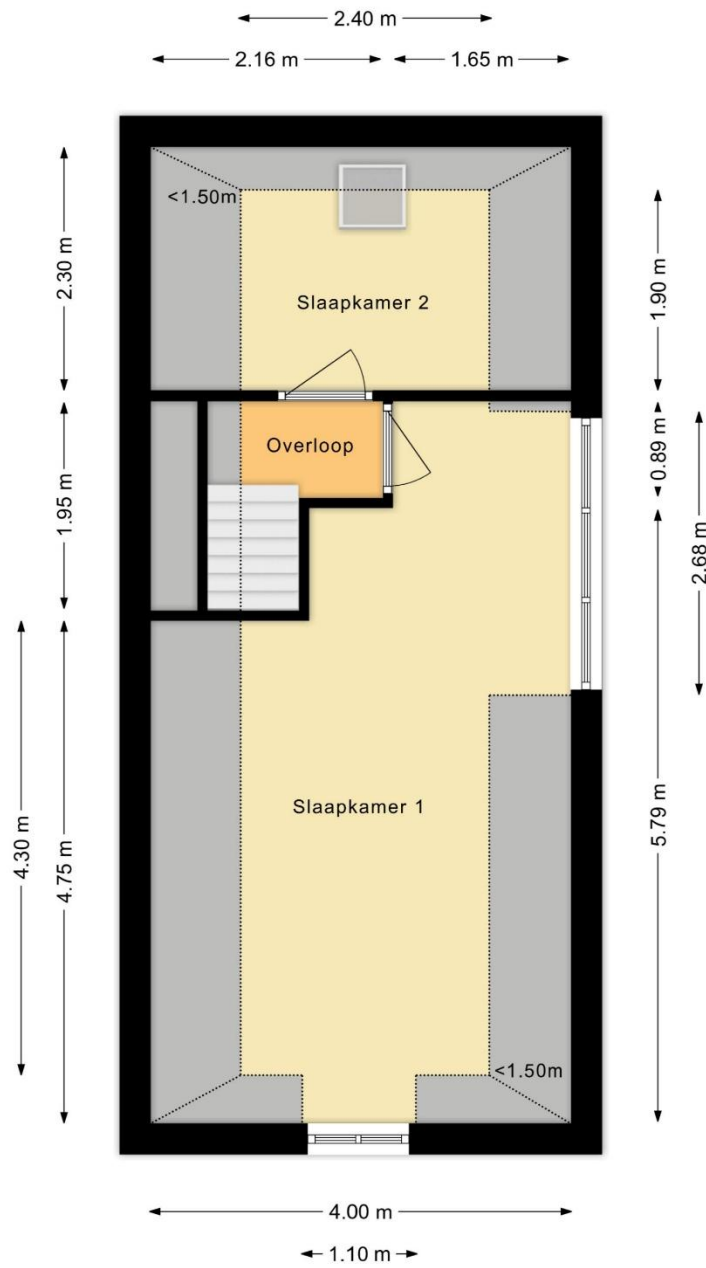 2.40 m
2.16 m
1.65 m
<1.50m
2.30 m
1.90 m
Slaapkamer 2
Overloop
0.89 m
1.95 m
2.68 m
Slaapkamer 1
4.30 m
4.75 m
5.79 m
<1.50m
4.00 m
1.10 m